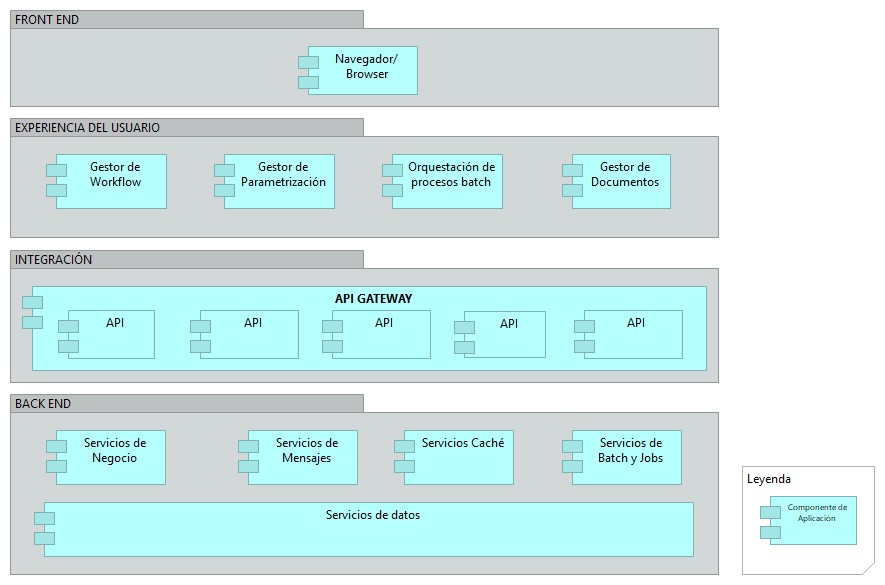 FRONT END
Navegador/
Browser
EXPERIENCIA DEL USUARIO
Gestor de
Workflow
Gestor de
Parametrización
Orquestación de
procesos batch
Gestor de
Documentos
INTEGRACIÓN
API GATEWAY
API
API
API
API
API
BACK END
Servicios de
Negocio
Servicios de
Mensajes
Servicios Caché
Servicios de
Batch y Jobs
Servicios de datos
Leyenda
Componente de
Aplicación